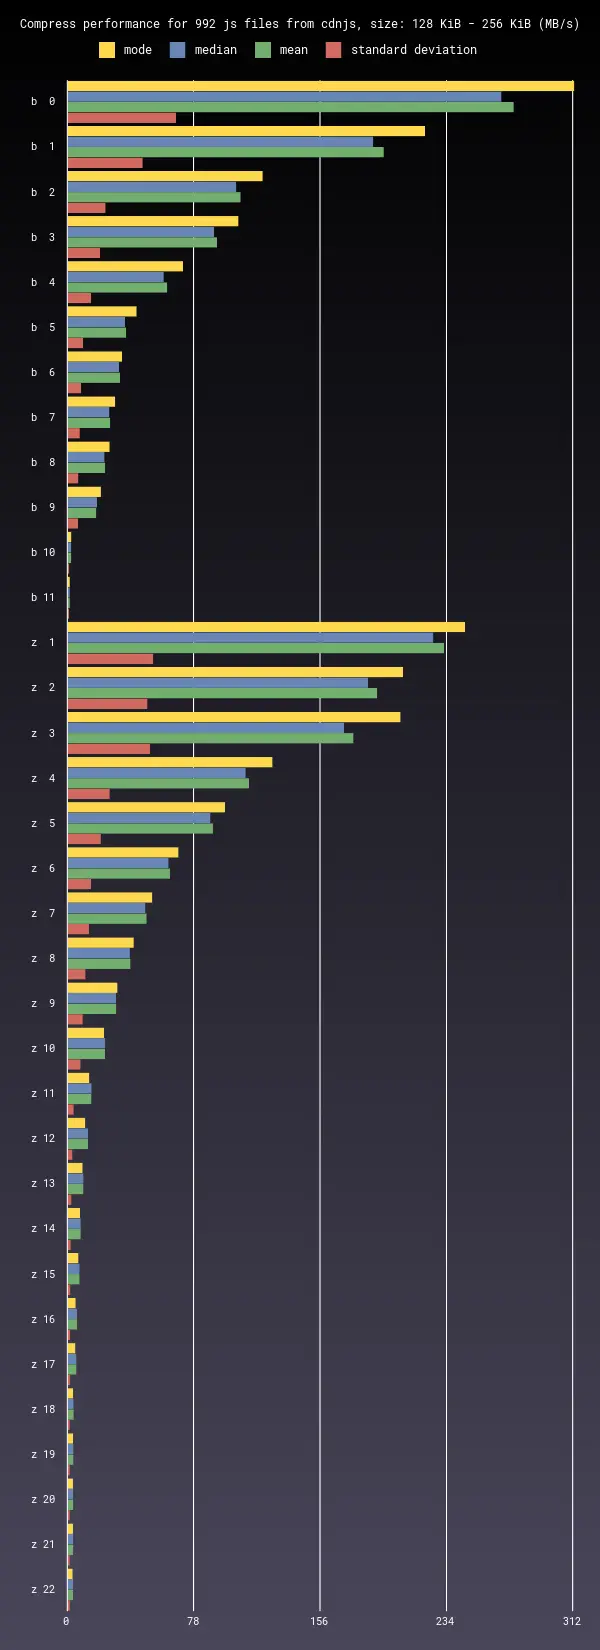 Compress performance for 992 js files from cdnjs, size: 128 KiB - 256 KiB (MB/s)
mode median mean standard deviation
b 0
b 1
b 2
b 3
b 4
b 5
b 6
b 7
b 8
b 9
b 10
b 11
z 1
z 2
z 3
z 4
z 5
z 6
z 7
z 8
z 9
z 10
z 11
z 12
z 13
z 14
z 15
z 16
z 17
z 18
z 19
z 20
z 21
z 22
0 78 156 234 312